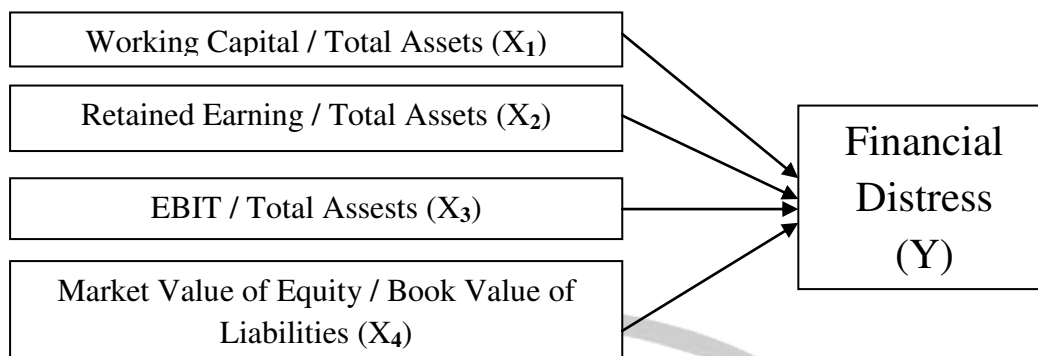 Working Capital / Total Assets (X1)
Retained Earning / Total Assets (X2)
EBIT / Total Assests (X3)
Market Value of Equity / Book Value of
Liabilities (X4)
Financial
Distress
(Y)